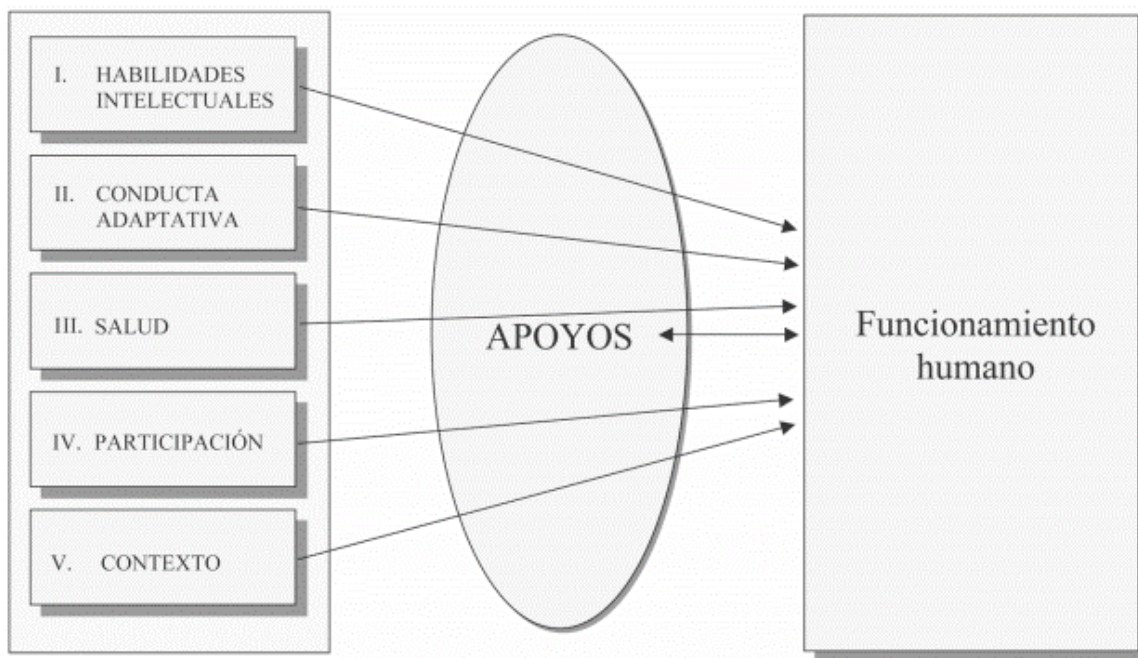 I. HABILIDADES
INTELECTUALES
II. CONDUCTA
ADAPTATIVA
III. SALUD
IV. PARTICIPACIÓN
V. CONTEXTO
APOYOS
Funcionamiento
humano